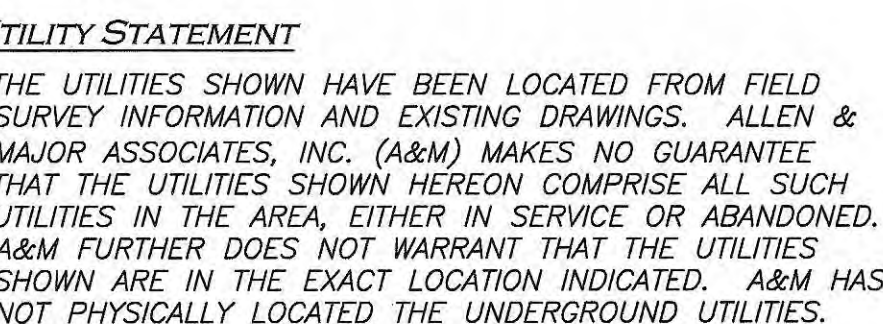 UTILITY STATEMENT
THE UTILITIES SHOWN HAVE BEEN LOCATED FROM FIELD
SURVEY INFORMATION AND EXISTING DRAWINGS. ALLEN &
MAJOR ASSOCIATES, INC. (A&M) MAKES NO GUARANTEE
THAT THE UTILITIES SHOWN HEREON COMPRISE ALL SUCH
UTILITIES IN THE AREA, EITHER IN SERVICE OR ABANDONED.
A&M FURTHER DOES NOT WARRANT THAT THE UTILITIES
SHOWN ARE IN THE EXACT LOCATION INDICATED. A&M HAS
NOT PHYSICALLY LOCATED THE UNDERGROUND UTILITIES.